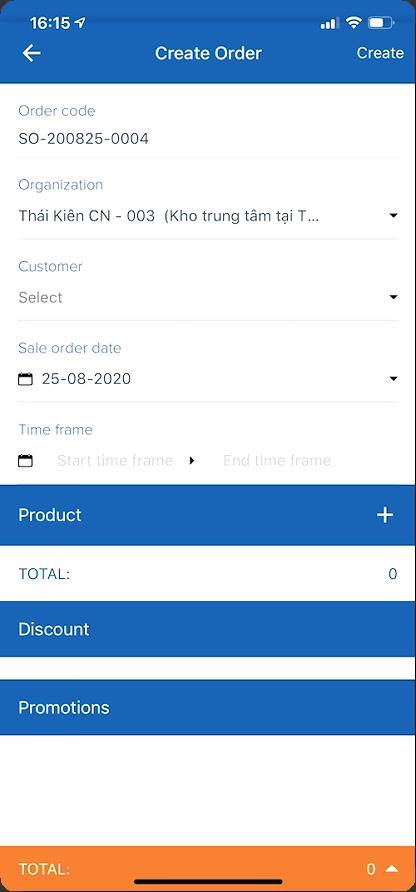 16:15
Create Order
Create
Order code
SO-200825-0004
Organization
Thái Kiên CN - 003 (Kho trung tâm tại T...
Customer
Select
Sale order date
25-08-2020
Time frame
Start time frame
End time frame
Product
TOTAL: 0
Discount
Promotions
TOTAL: 0